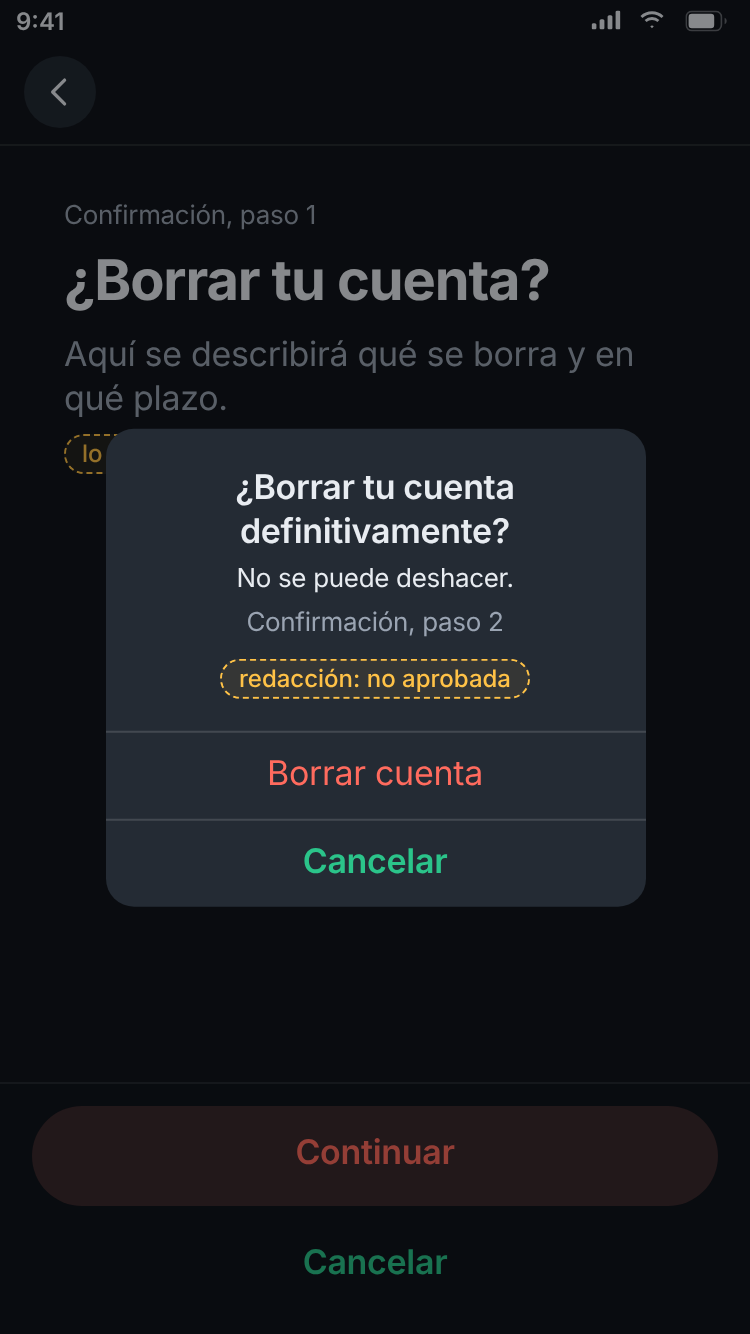 9:41
Confirmación, paso 1
¿Borrar tu cuenta?
Aquí se describirá qué se borra y en
qué plazo.
lo
¿Borrar tu cuenta
definitivamente?
No se puede deshacer.
Confirmación, paso 2
redacción: no aprobada
Borrar cuenta
Cancelar
Continuar
Cancelar